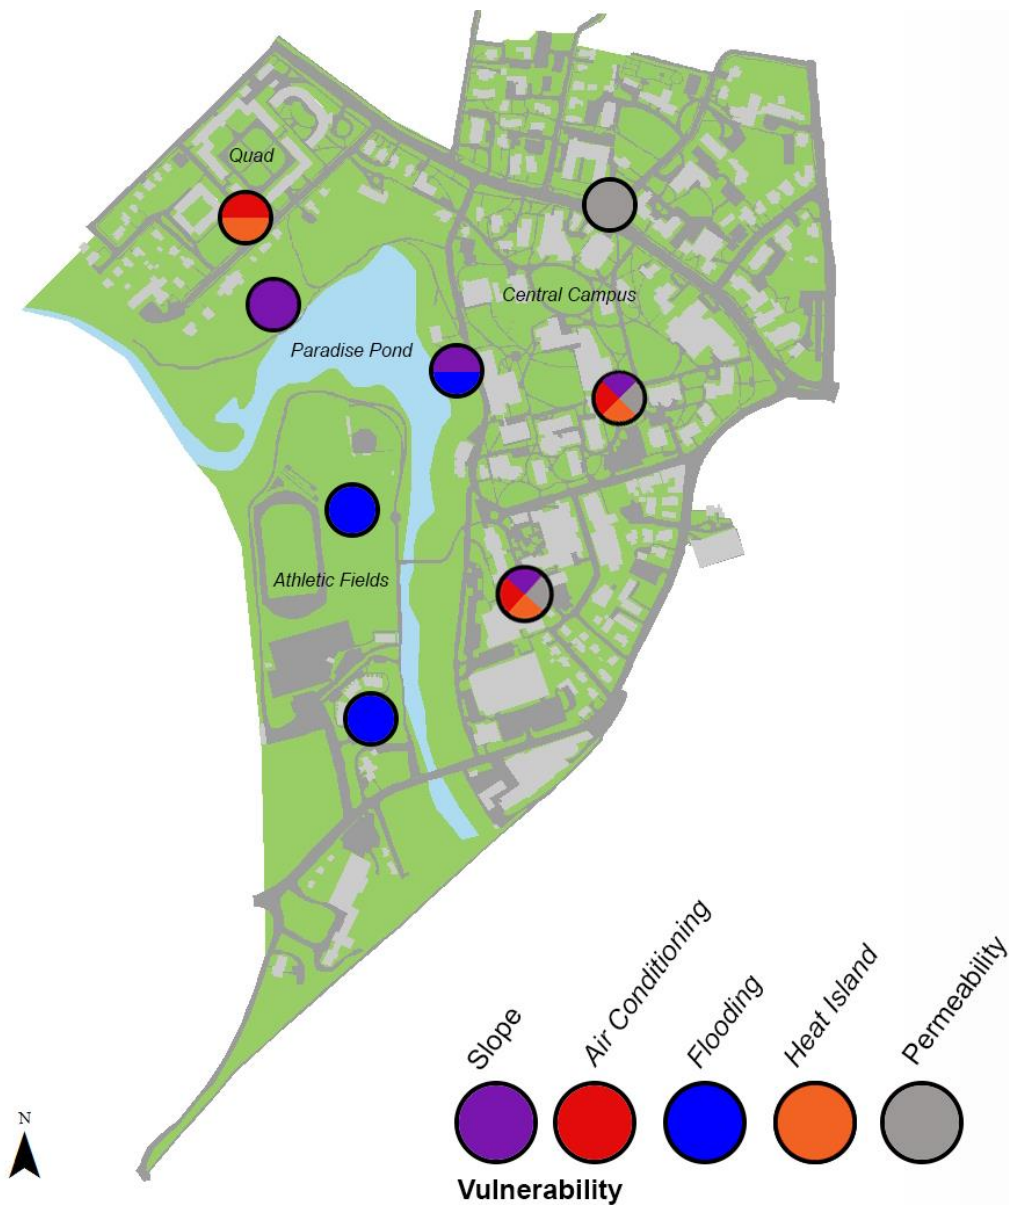 Quad
Central Campus
Paradise Pond
Athletic Fields
Slope
Air Conditioning
Flooding
Heat Island
Permeability
N
Vulnerability